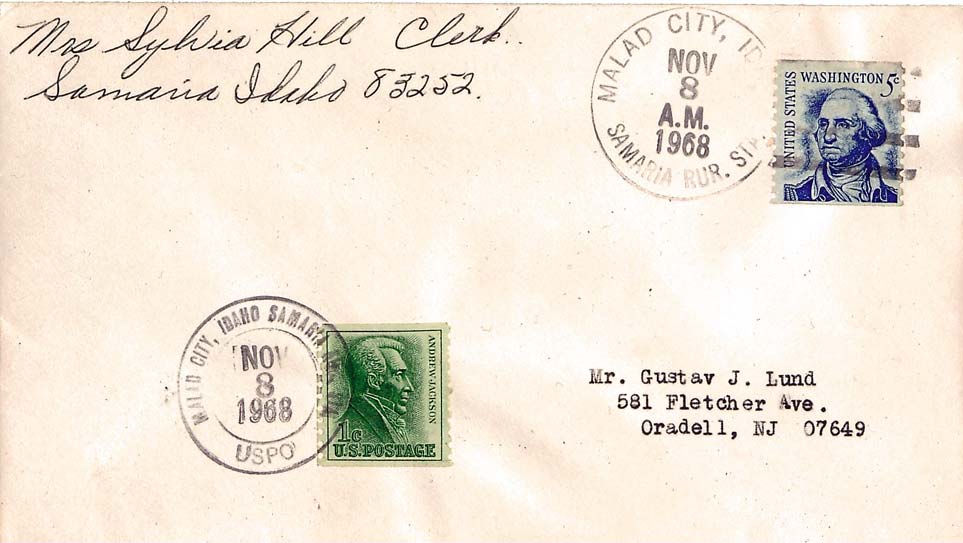 Mrs Sylvia Hill Clerk.
Samaria Idaho 83252.
MALAD CITY, ID
NOV
8
A.M.
1968
SAMARIA RUR. STA.
UNITED STATES
WASHINGTON 5c
MALAD CITY, IDAHO SAMARIA
NOV
8
1968
USPO
ANDREW JACKSON
1c
U.S. POSTAGE
Mr. Gustav J. Lund
581 Fletcher Ave.
Oradell, NJ 07649